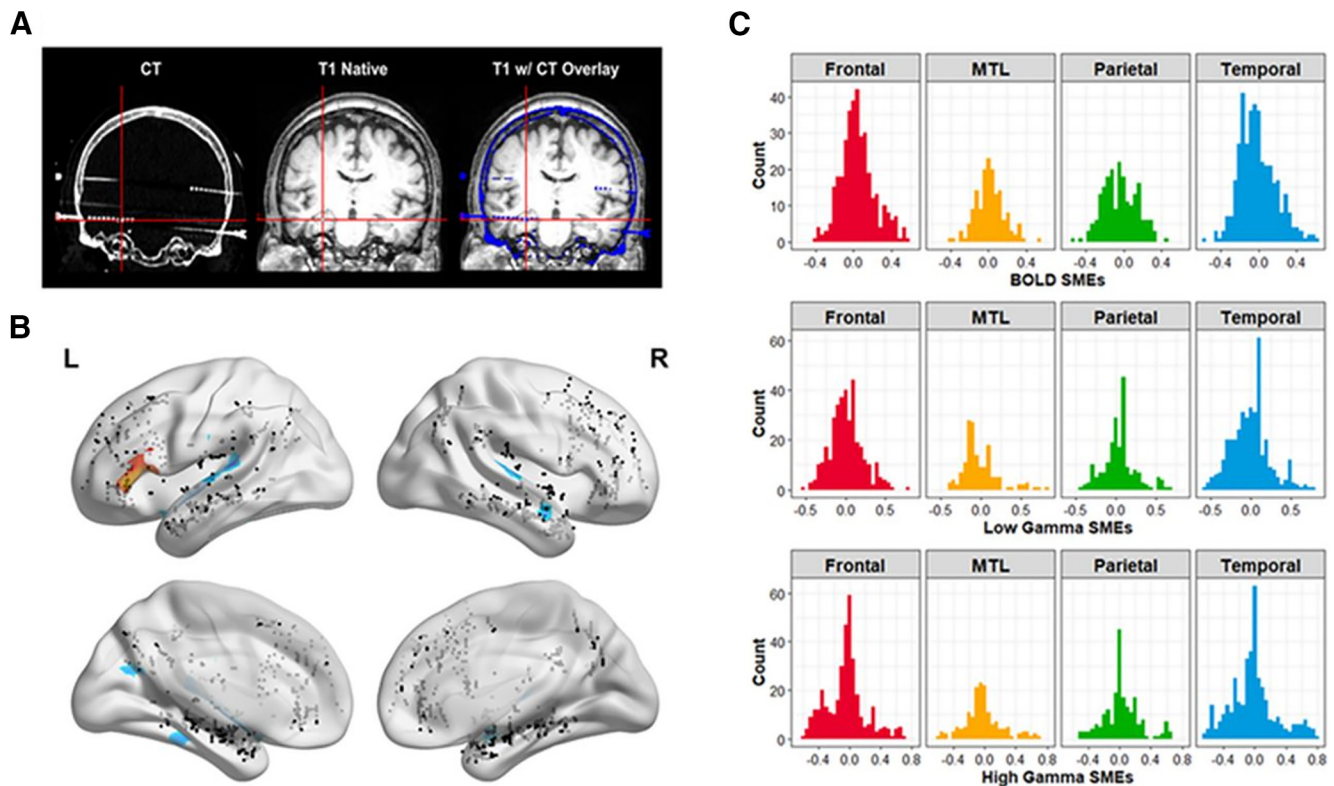 A
CT
T1 Native
T1 w/ CT Overlay
B
L
R
C
Frontal MTL Parietal Temporal
40
30
20
10
0
Count
-0.4 0.0 0.4 -0.4 0.0 0.4 -0.4 0.0 0.4 -0.4 0.0 0.4
BOLD SMEs
Frontal MTL Parietal Temporal
60
40
20
0
Count
-0.5 0.0 0.5 -0.5 0.0 0.5 -0.5 0.0 0.5 -0.5 0.0 0.5
Low Gamma SMEs
Frontal MTL Parietal Temporal
60
40
20
0
Count
-0.4 0.0 0.4 0.8 -0.4 0.0 0.4 0.8 -0.4 0.0 0.4 0.8 -0.4 0.0 0.4 0.8
High Gamma SMEs